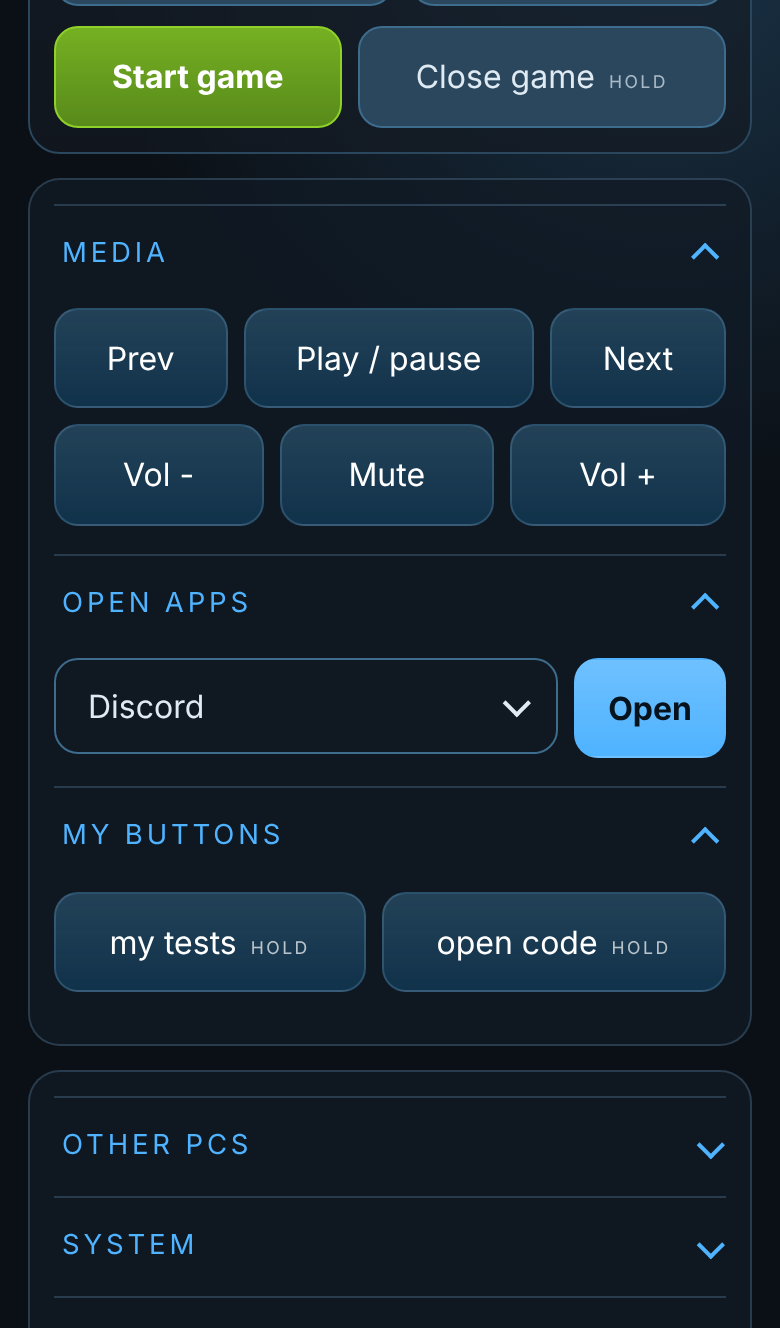 Start game Close game HOLD
MEDIA
Prev Play / pause Next
Vol - Mute Vol +
OPEN APPS
Discord Open
MY BUTTONS
my tests HOLD open code HOLD
OTHER PCS
SYSTEM